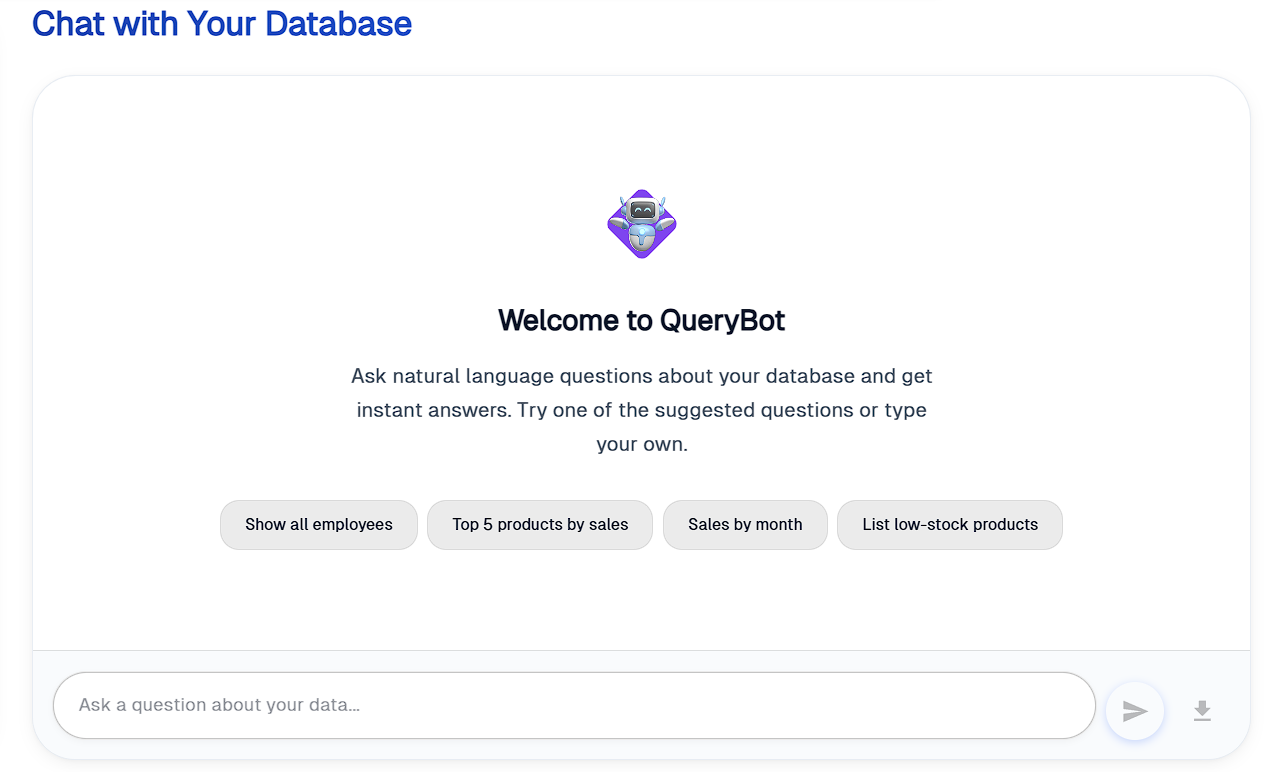 Chat with Your Database
Welcome to QueryBot
Ask natural language questions about your database and get
instant answers. Try one of the suggested questions or type
your own.
Show all employees
Top 5 products by sales
Sales by month
List low-stock products
Ask a question about your data...